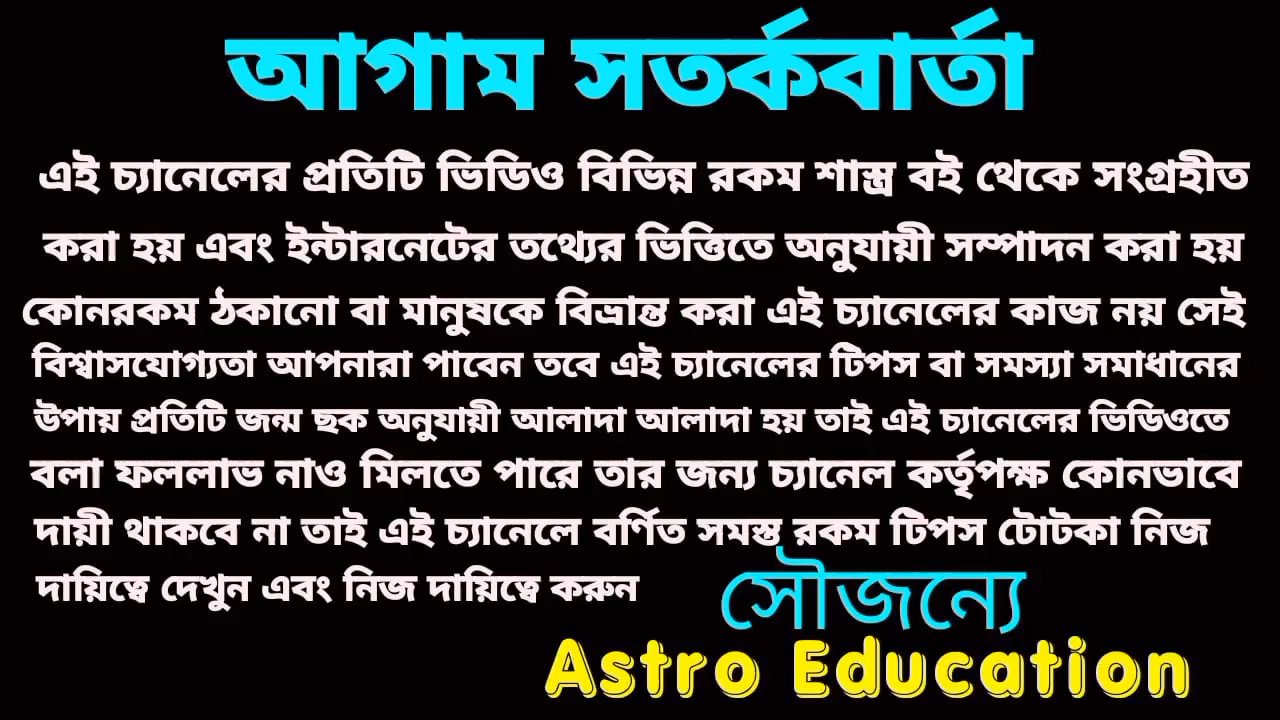 আগাম সতর্কবার্তা
এই চ্যানেলের প্রতিটি ভিডিও বিভিন্ন রকম শাস্ত্র বই থেকে সংগ্রহীত
করা হয় এবং ইন্টারনেটের তথ্যের ভিত্তিতে অনুযায়ী সম্পাদন করা হয়
কোনরকম ঠকানো বা মানুষকে বিভ্রান্ত করা এই চ্যানেলের কাজ নয় সেই
বিশ্বাসযোগ্যতা আপনারা পাবেন তবে এই চ্যানেলের টিপস বা সমস্যা সমাধানের
উপায় প্রতিটি জন্ম ছক অনুযায়ী আলাদা আলাদা হয় তাই এই চ্যানেলের ভিডিওতে
বলা ফললাভ নাও মিলতে পারে তার জন্য চ্যানেল কর্তৃপক্ষ কোনভাবে
দায়ী থাকবে না তাই এই চ্যানেলে বর্ণিত সমস্ত রকম টিপস টোটকা নিজ
দায়িত্বে দেখুন এবং নিজ দায়িত্বে করুন
সৌজন্যে
Astro Education